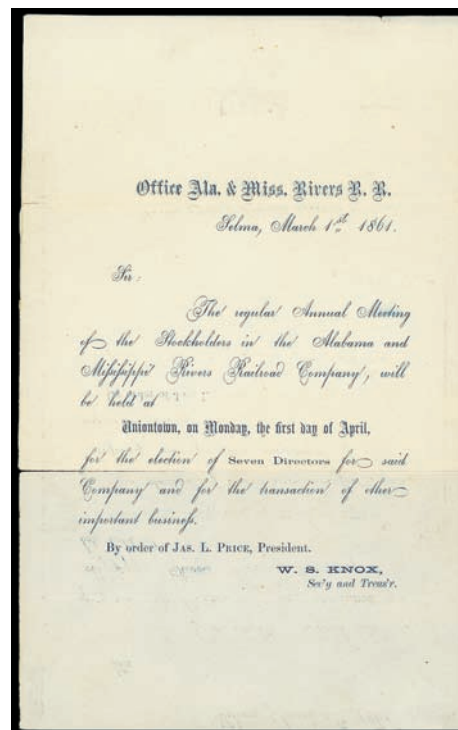 Office Ala. & Miss. Rivers R. R.
Selma, March 1st 1861.
Sir:
The regular Annual Meeting
of the Stockholders in the Alabama and
Mississippi Rivers Railroad Company, will
be held at
Uniontown, on Monday, the first day of April,
for the election of Seven Directors for said
Company and for the transaction of other
important business.
By order of JAS. L. PRICE, President.
W. S. KNOX,
Sec'y and Treas'r.